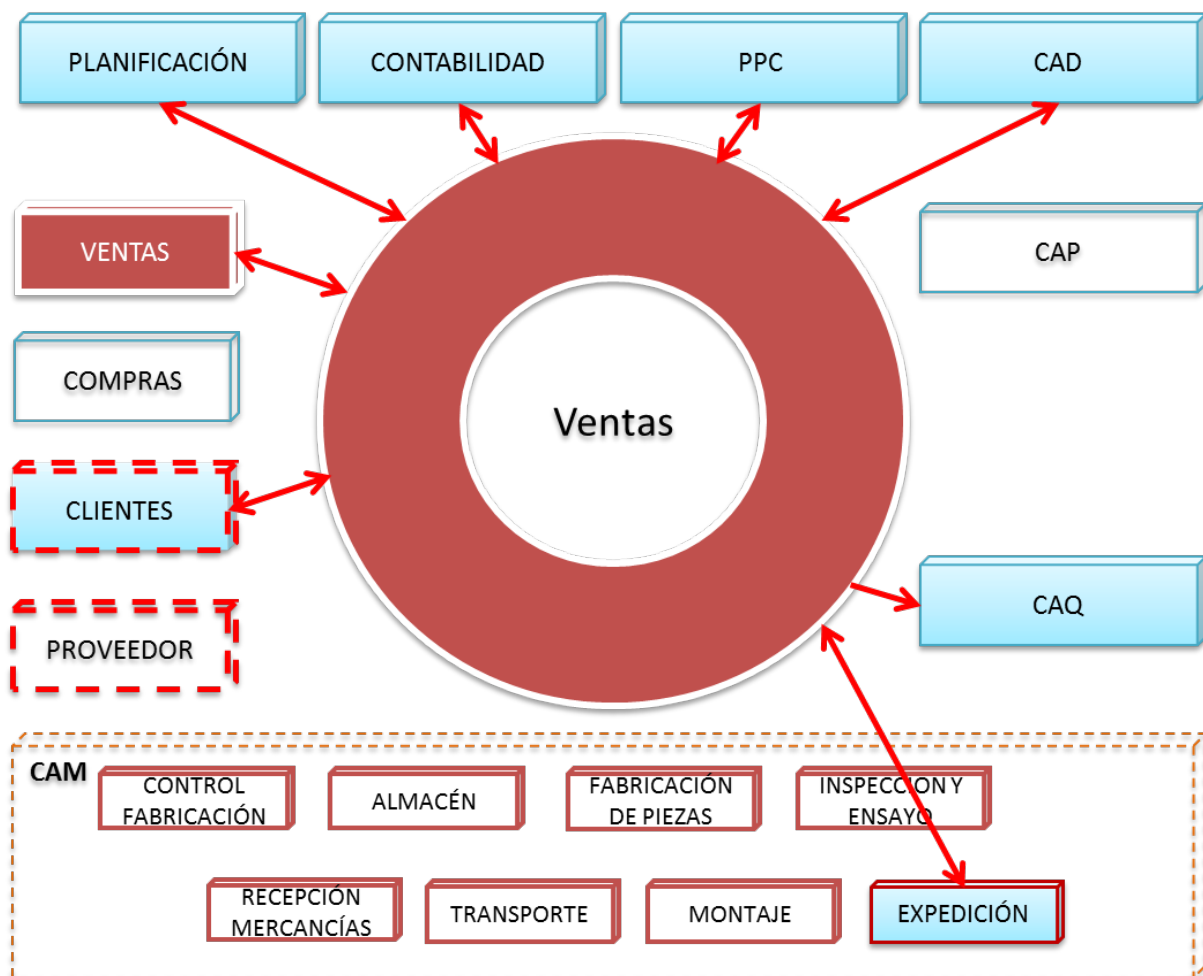 PLANIFICACIÓN
CONTABILIDAD
PPC
CAD
VENTAS
CAP
COMPRAS
Ventas
CLIENTES
CAQ
PROVEEDOR
CAM
CONTROL
FABRICACIÓN
ALMACÉN
FABRICACIÓN
DE PIEZAS
INSPECCION Y
ENSAYO
RECEPCIÓN
MERCANCÍAS
TRANSPORTE
MONTAJE
EXPEDICIÓN